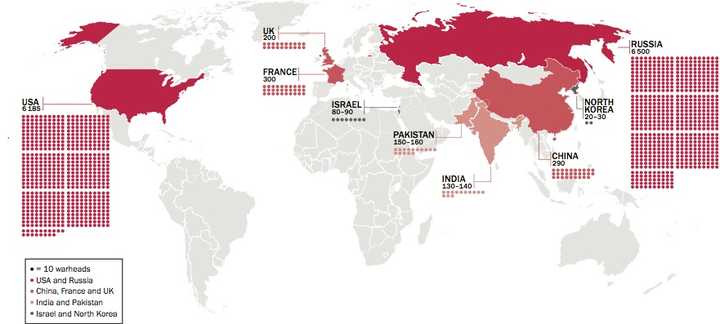 UK
200
RUSSIA
6 500
FRANCE
300
USA
6 185
ISRAEL
80–90
NORTH
KOREA
20–30
PAKISTAN
150–160
CHINA
290
INDIA
130–140
= 10 warheads
USA and Russia
China, France and UK
India and Pakistan
Israel and North Korea